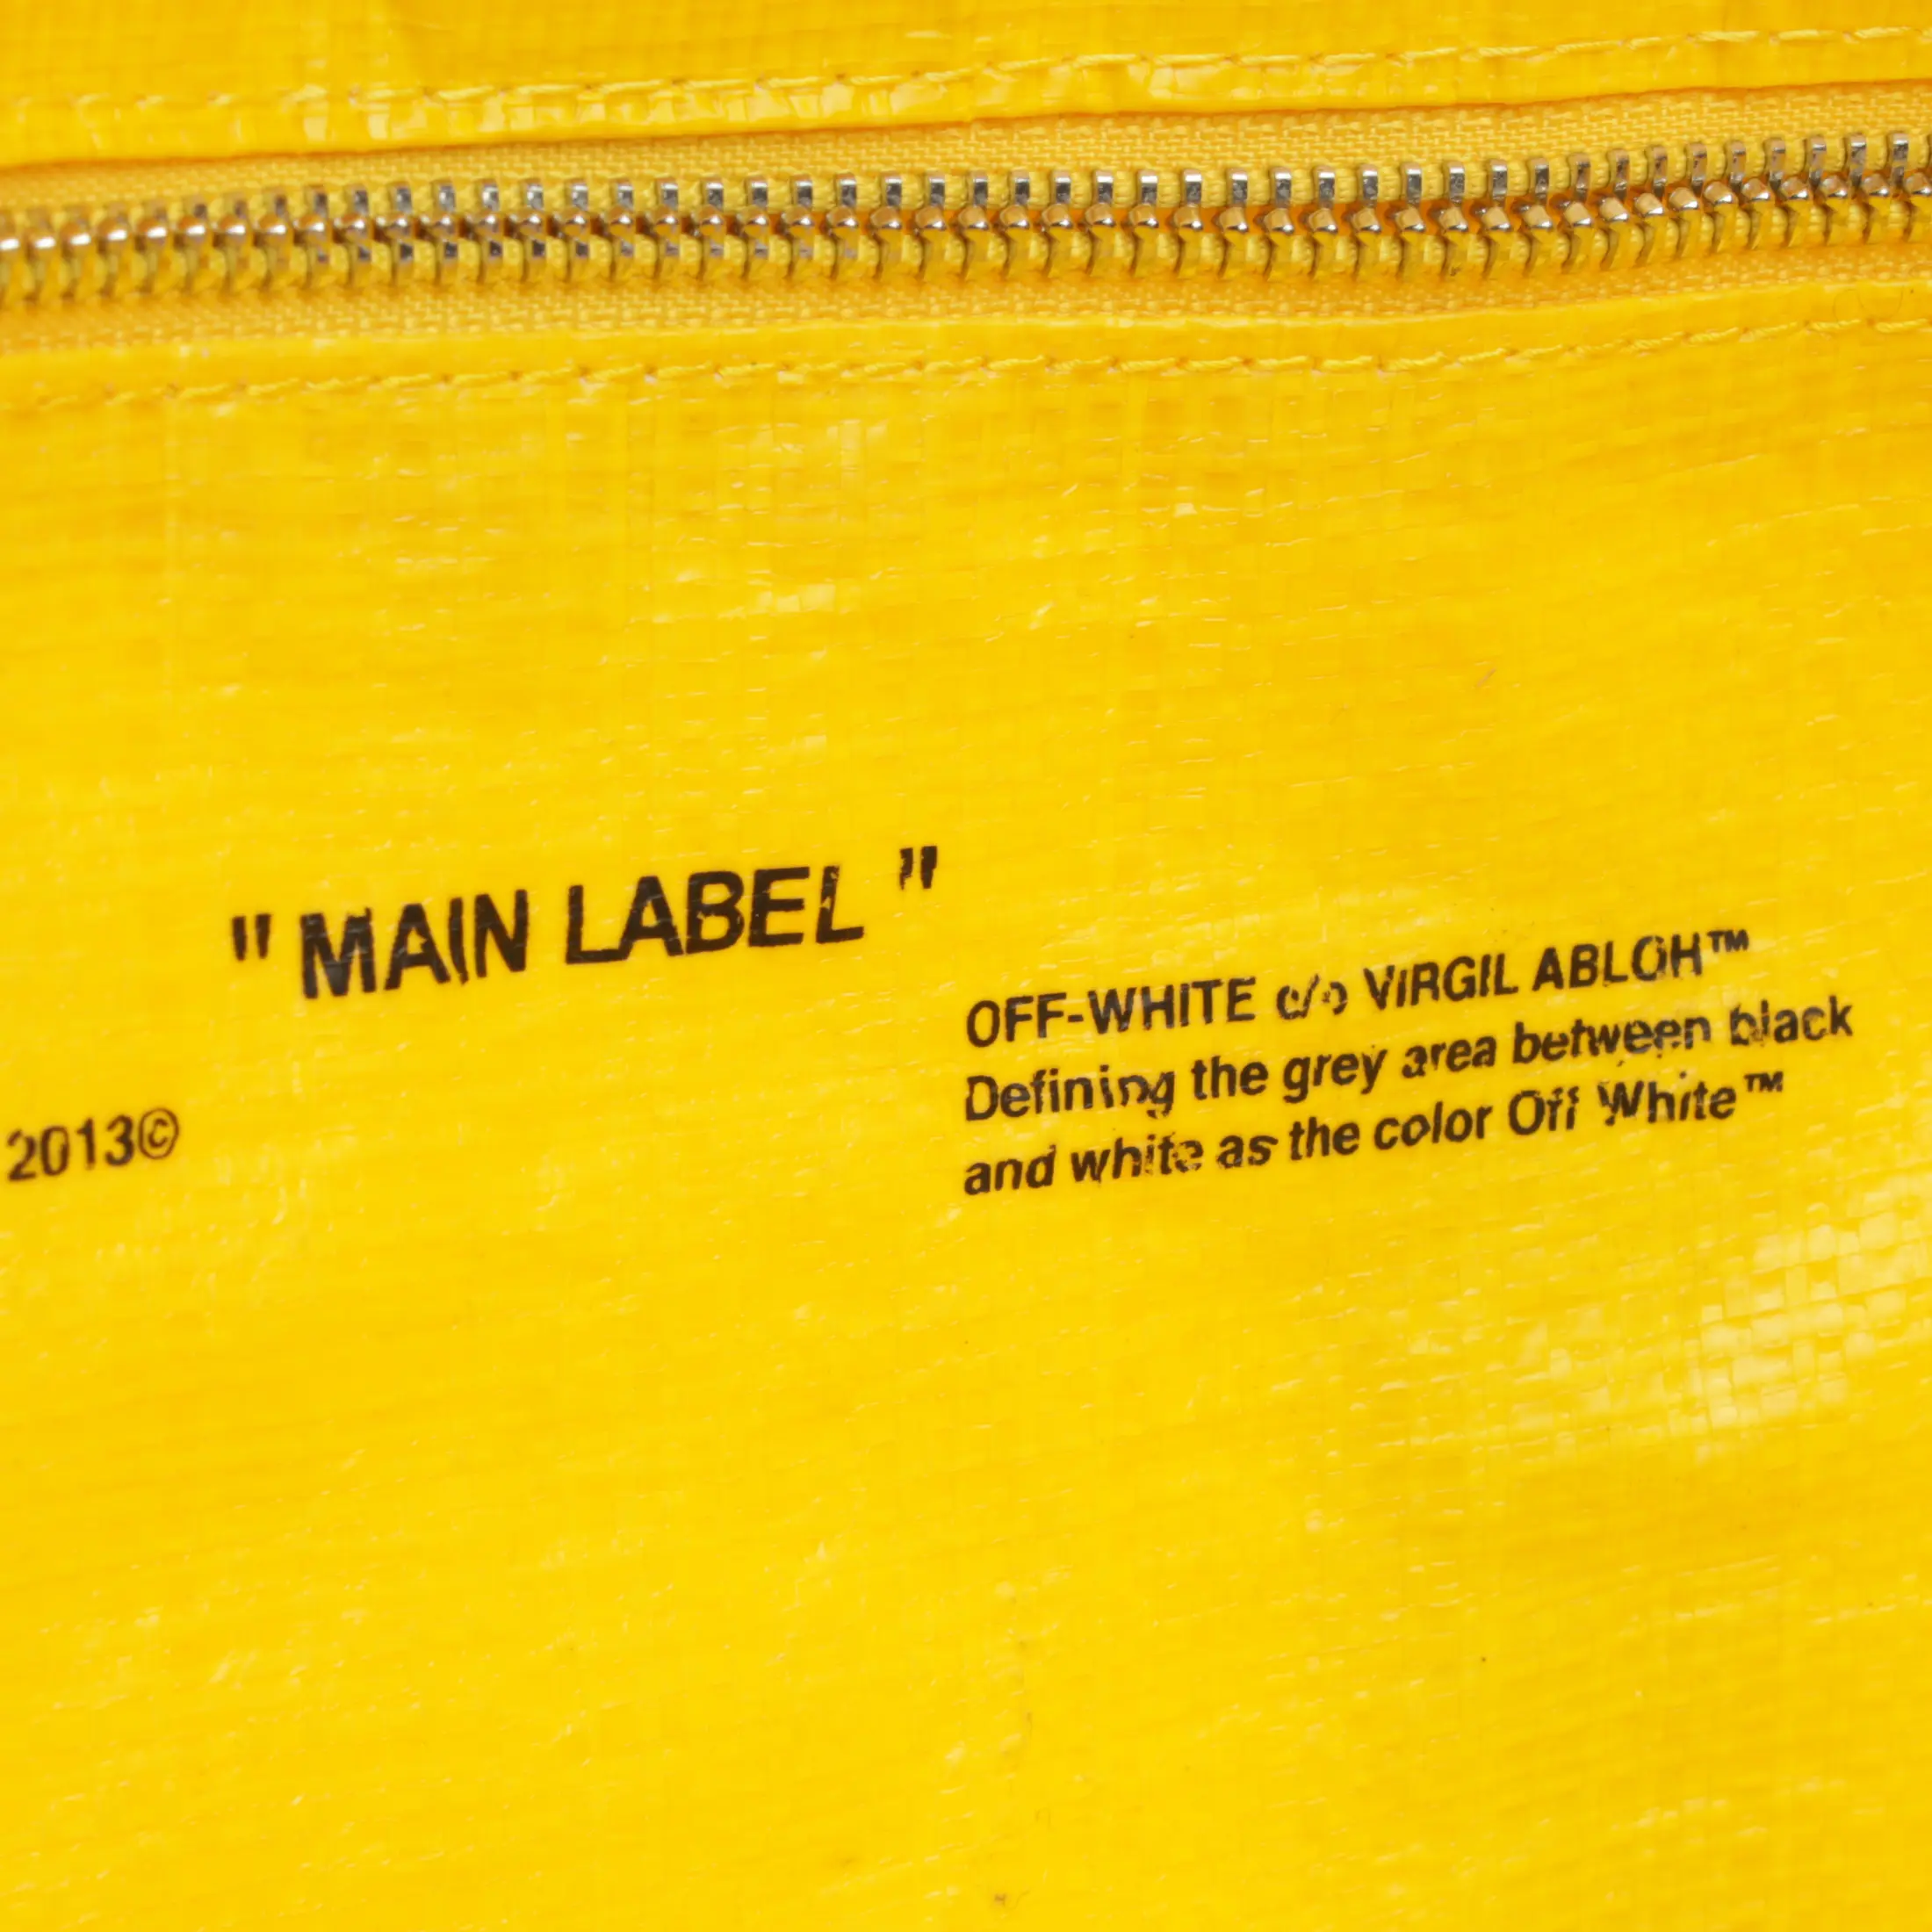 " MAIN LABEL "
OFF-WHITE c/o VIRGIL ABLOH™
Defining the grey area between black
and white as the color Off White™
2013©